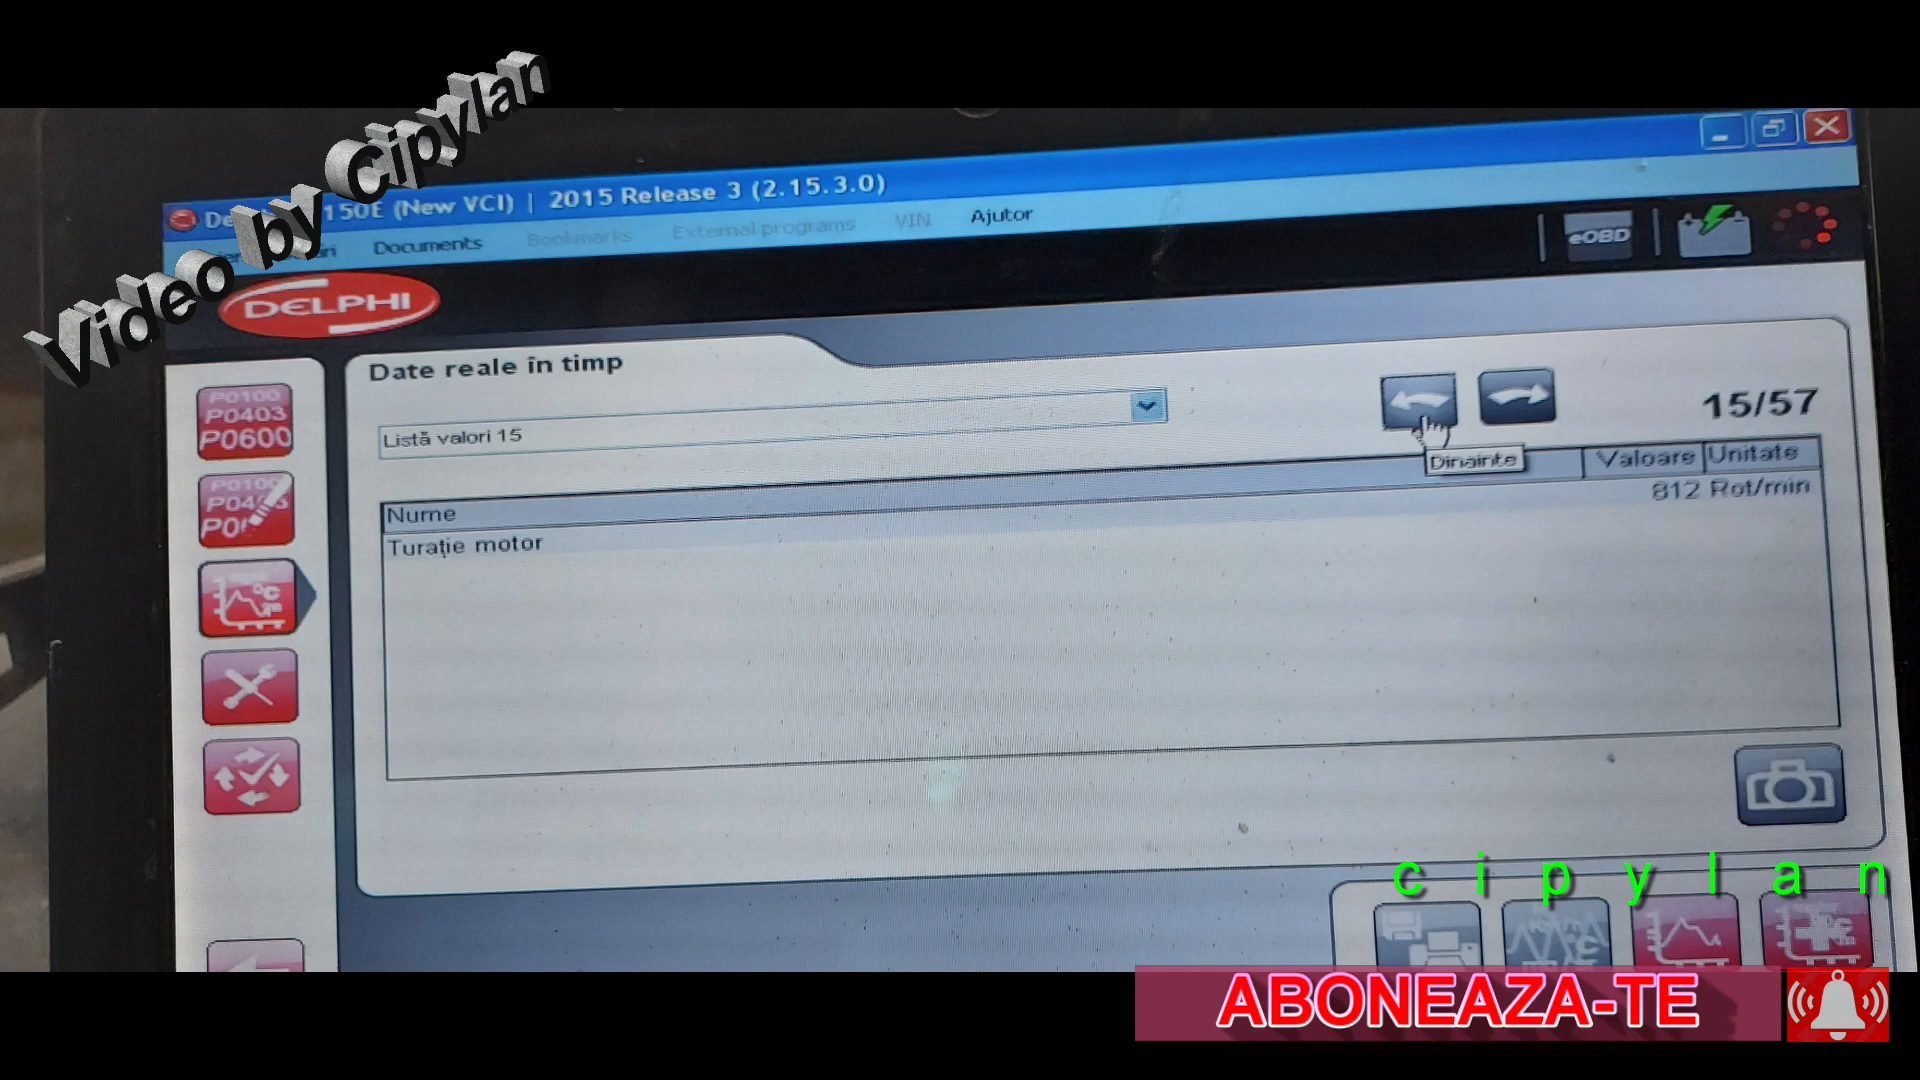 Video by Cipylan
150E (New VCI) | 2015 Release 3 (2.15.3.0)
Documents Bookmarks External programs VIN Ajutor
eOBD
DELPHI
Date reale în timp
Listă valori 15
15/57
Dinainte
Nume Valoare Unitate
Turație motor 812 Rot/min
P0100
P0403
P0600
P0100
cipylan
ABONEAZA-TE